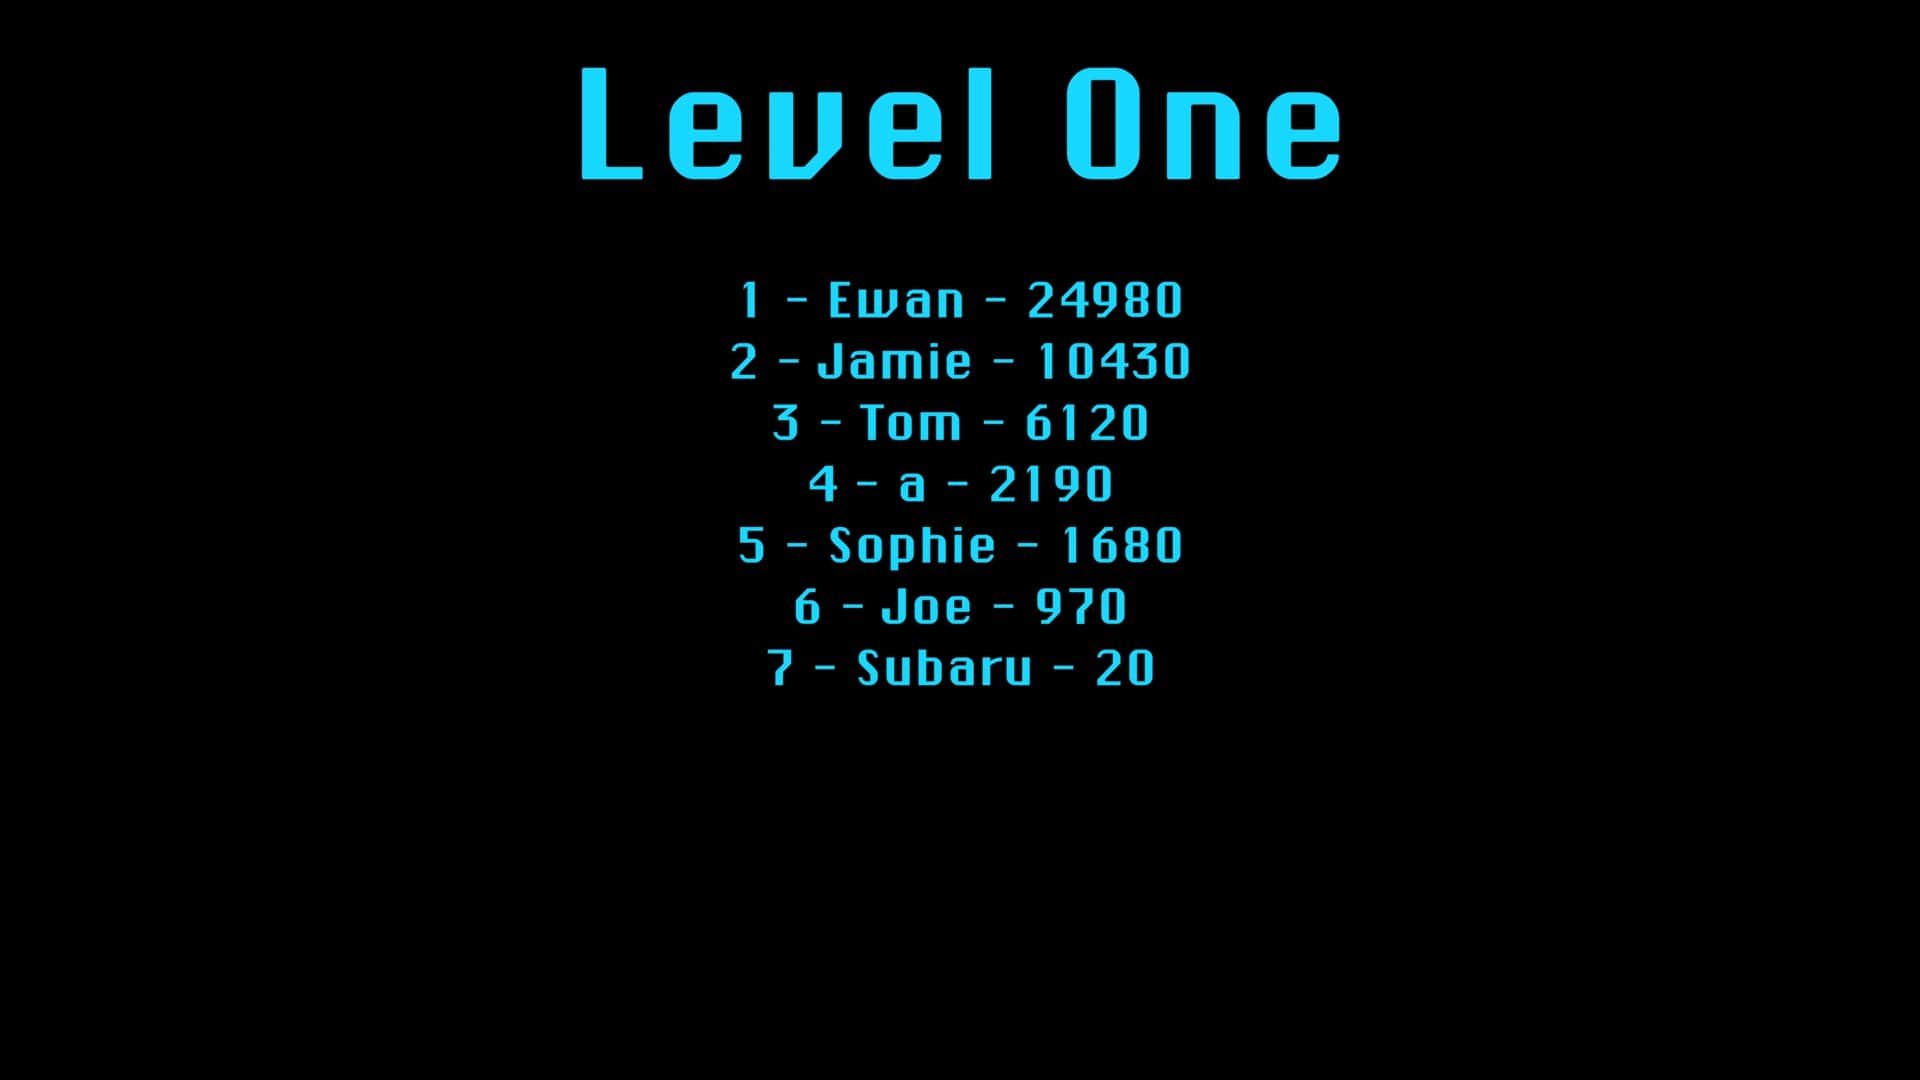 Level One
1 - Ewan - 24980
2 - Jamie - 10430
3 - Tom - 6120
4 - a - 2190
5 - Sophie - 1680
6 - Joe - 970
7 - Subaru - 20